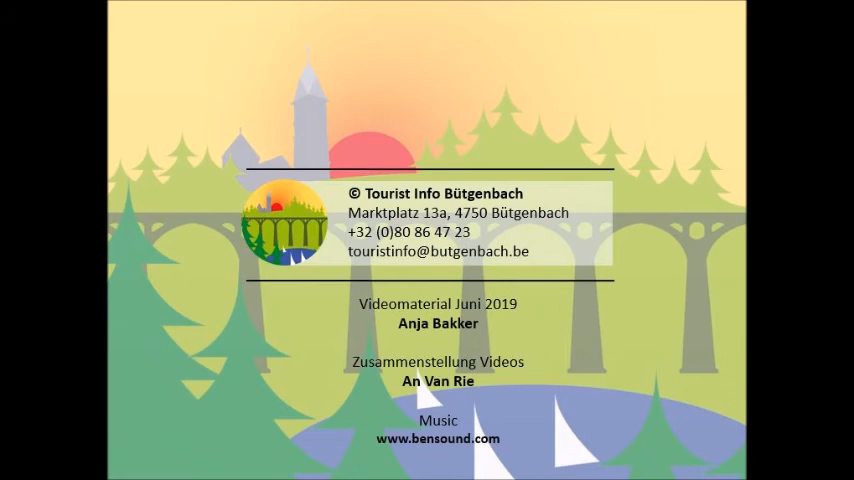 © Tourist Info Bütgenbach
Marktplatz 13a, 4750 Bütgenbach
+32 (0)80 86 47 23
touristinfo@butgenbach.be
Videomaterial Juni 2019
Anja Bakker
Zusammenstellung Videos
An Van Rie
Music
www.bensound.com